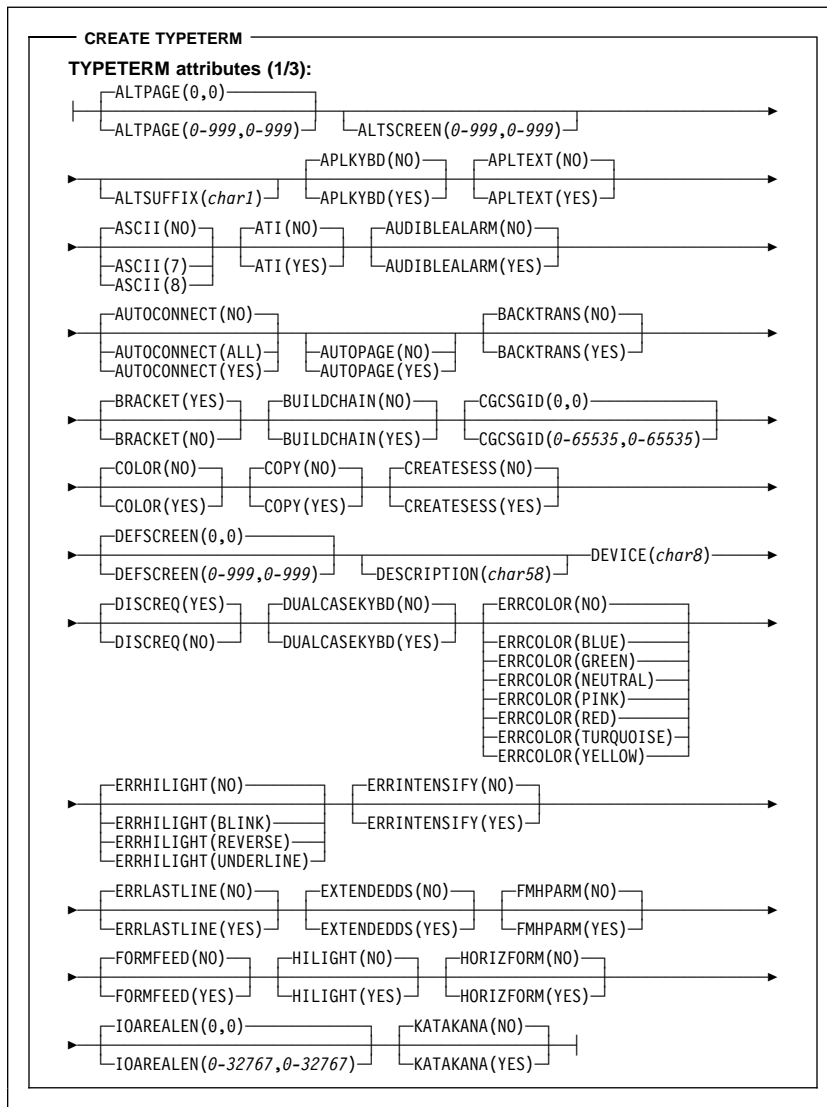 CREATE TYPETERM
TYPETERM attributes (1/3):
ALTPAGE(0,0)
ALTPAGE(0-999,0-999) ALTSCREEN(0-999,0-999)
APLKYBD(NO) APLTEXT(NO)
ALTSUFFIX(char1) APLKYBD(YES) APLTEXT(YES)
ASCII(NO) ATI(NO) AUDIBLEALARM(NO)
ASCII(7) ATI(YES) AUDIBLEALARM(YES)
ASCII(8)
AUTOCONNECT(NO) BACKTRANS(NO)
AUTOCONNECT(ALL) AUTOPAGE(NO) BACKTRANS(YES)
AUTOCONNECT(YES) AUTOPAGE(YES)
BRACKET(YES) BUILDCHAIN(NO) CGCSGID(0,0)
BRACKET(NO) BUILDCHAIN(YES) CGCSGID(0-65535,0-65535)
COLOR(NO) COPY(NO) CREATESESS(NO)
COLOR(YES) COPY(YES) CREATESESS(YES)
DEFSCREEN(0,0)
DEVICE(char8)
DEFSCREEN(0-999,0-999) DESCRIPTION(char58)
DISCREQ(YES) DUALCASEKYBD(NO) ERRCOLOR(NO)
DISCREQ(NO) DUALCASEKYBD(YES) ERRCOLOR(BLUE)
ERRCOLOR(GREEN)
ERRCOLOR(NEUTRAL)
ERRCOLOR(PINK)
ERRCOLOR(RED)
ERRCOLOR(TURQUOISE)
ERRCOLOR(YELLOW)
ERRHILIGHT(NO) ERRINTENSIFY(NO)
ERRHILIGHT(BLINK) ERRINTENSIFY(YES)
ERRHILIGHT(REVERSE)
ERRHILIGHT(UNDERLINE)
ERRLASTLINE(NO) EXTENDEDDS(NO) FMHPARM(NO)
ERRLASTLINE(YES) EXTENDEDDS(YES) FMHPARM(YES)
FORMFEED(NO) HILIGHT(NO) HORIZFORM(NO)
FORMFEED(YES) HILIGHT(YES) HORIZFORM(YES)
IOAREALEN(0,0) KATAKANA(NO)
IOAREALEN(0-32767,0-32767) KATAKANA(YES)